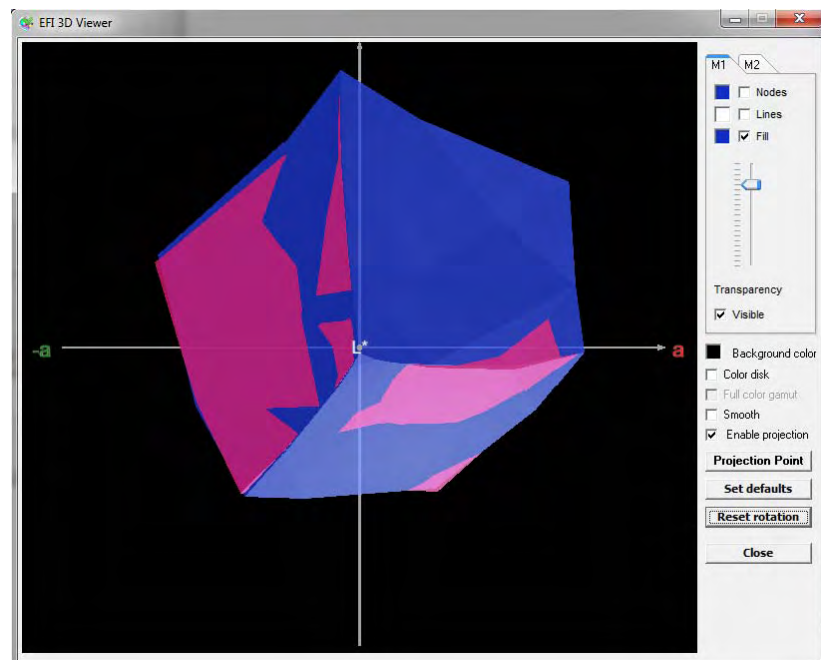 EFI 3D Viewer
M1 M2
Nodes
Lines
Fill
Transparency
Visible
-a L* a
Background color
Color disk
Full color gamut
Smooth
Enable projection
Projection Point
Set defaults
Reset rotation
Close